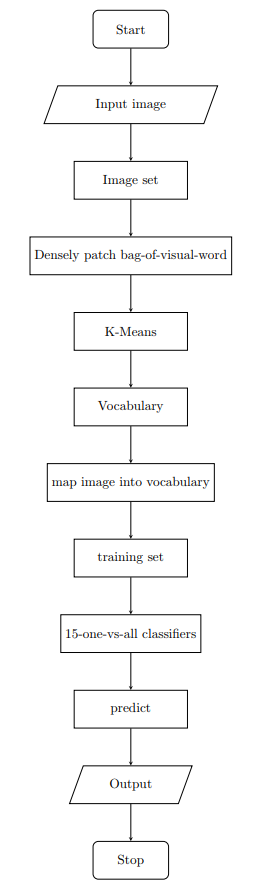 Start
Input image
Image set
Densely patch bag-of-visual-word
K-Means
Vocabulary
map image into vocabulary
training set
15-one-vs-all classifiers
predict
Output
Stop